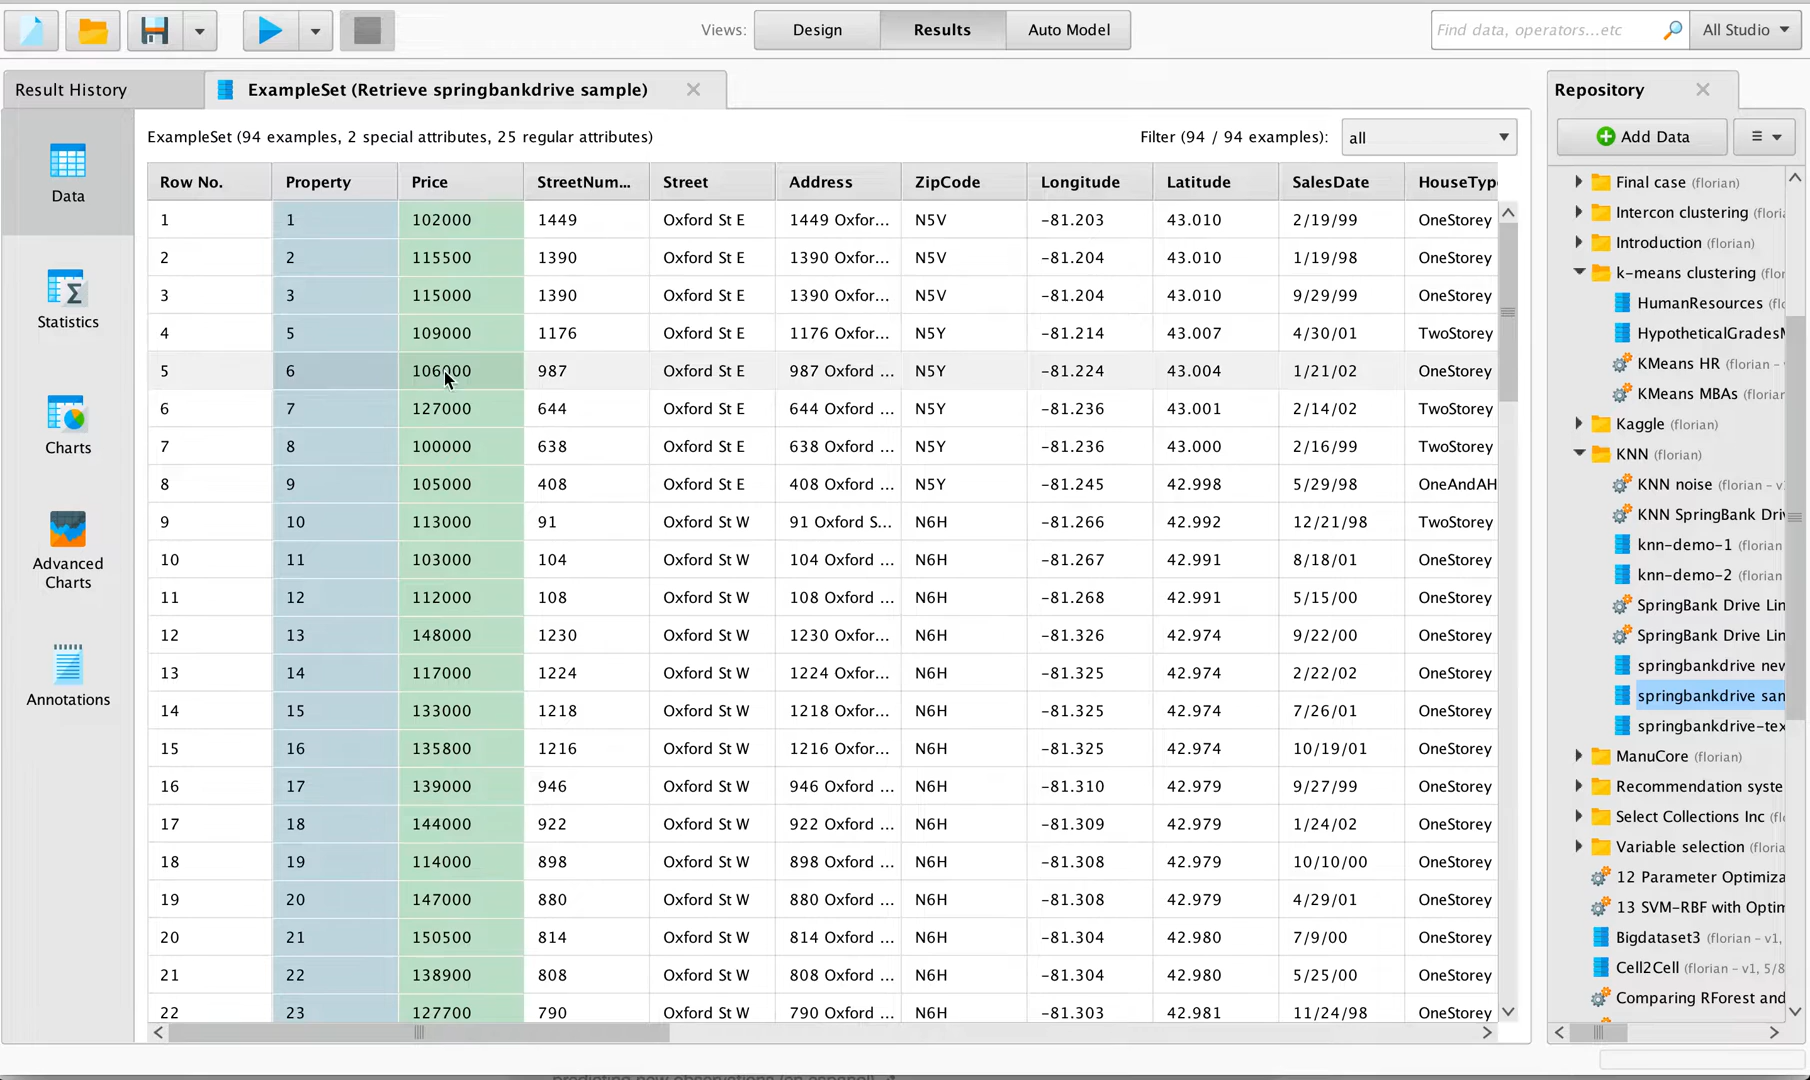 Views: Design Results Auto Model Find data, operators...etc All Studio
Result History ExampleSet (Retrieve springbankdrive sample) Repository
ExampleSet (94 examples, 2 special attributes, 25 regular attributes) Filter (94 / 94 examples): all Add Data
Row No. Property Price StreetNum... Street Address ZipCode Longitude Latitude SalesDate HouseType
1 1 102000 1449 Oxford St E 1449 Oxfor... N5V -81.203 43.010 2/19/99 OneStorey
2 2 115500 1390 Oxford St E 1390 Oxfor... N5V -81.204 43.010 1/19/98 OneStorey
3 3 115000 1390 Oxford St E 1390 Oxfor... N5V -81.204 43.010 9/29/99 OneStorey
4 5 109000 1176 Oxford St E 1176 Oxfor... N5Y -81.214 43.007 4/30/01 TwoStorey
5 6 106000 987 Oxford St E 987 Oxford ... N5Y -81.224 43.004 1/21/02 OneStorey
6 7 127000 644 Oxford St E 644 Oxford ... N5Y -81.236 43.001 2/14/02 TwoStorey
7 8 100000 638 Oxford St E 638 Oxford ... N5Y -81.236 43.000 2/16/99 TwoStorey
8 9 105000 408 Oxford St E 408 Oxford ... N5Y -81.245 42.998 5/29/98 OneAndAH
9 10 113000 91 Oxford St W 91 Oxford S... N6H -81.266 42.992 12/21/98 TwoStorey
10 11 103000 104 Oxford St W 104 Oxford ... N6H -81.267 42.991 8/18/01 OneStorey
11 12 112000 108 Oxford St W 108 Oxford ... N6H -81.268 42.991 5/15/00 OneStorey
12 13 148000 1230 Oxford St W 1230 Oxfor... N6H -81.326 42.974 9/22/00 OneStorey
13 14 117000 1224 Oxford St W 1224 Oxfor... N6H -81.325 42.974 2/22/02 OneStorey
14 15 133000 1218 Oxford St W 1218 Oxfor... N6H -81.325 42.974 7/26/01 OneStorey
15 16 135800 1216 Oxford St W 1216 Oxfor... N6H -81.325 42.974 10/19/01 OneStorey
16 17 139000 946 Oxford St W 946 Oxford ... N6H -81.310 42.979 9/27/99 OneStorey
17 18 144000 922 Oxford St W 922 Oxford ... N6H -81.309 42.979 1/24/02 OneStorey
18 19 114000 898 Oxford St W 898 Oxford ... N6H -81.308 42.979 10/10/00 OneStorey
19 20 147000 880 Oxford St W 880 Oxford ... N6H -81.308 42.979 4/29/01 OneStorey
20 21 150500 814 Oxford St W 814 Oxford ... N6H -81.304 42.980 7/9/00 OneStorey
21 22 138900 808 Oxford St W 808 Oxford ... N6H -81.304 42.980 5/25/00 OneStorey
22 23 127700 790 Oxford St W 790 Oxford ... N6H -81.303 42.981 11/24/98 OneStorey
Data
Statistics
Charts
Advanced
Charts
Annotations
Final case (florian)
Intercon clustering (flori
Introduction (florian)
k-means clustering (flor
HumanResources (flo
HypotheticalGradesM
KMeans HR (florian -
KMeans MBAs (florian
Kaggle (florian)
KNN (florian)
KNN noise (florian - v
KNN SpringBank Driv
knn-demo-1 (florian
knn-demo-2 (florian
SpringBank Drive Lin
SpringBank Drive Lin
springbankdrive new
springbankdrive sam
springbankdrive-tex
ManuCore (florian)
Recommendation syste
Select Collections Inc (flo
Variable selection (floria
12 Parameter Optimiza
13 SVM-RBF with Optim
Bigdataset3 (florian - v1,
Cell2Cell (florian - v1, 5/8
Comparing RForest and